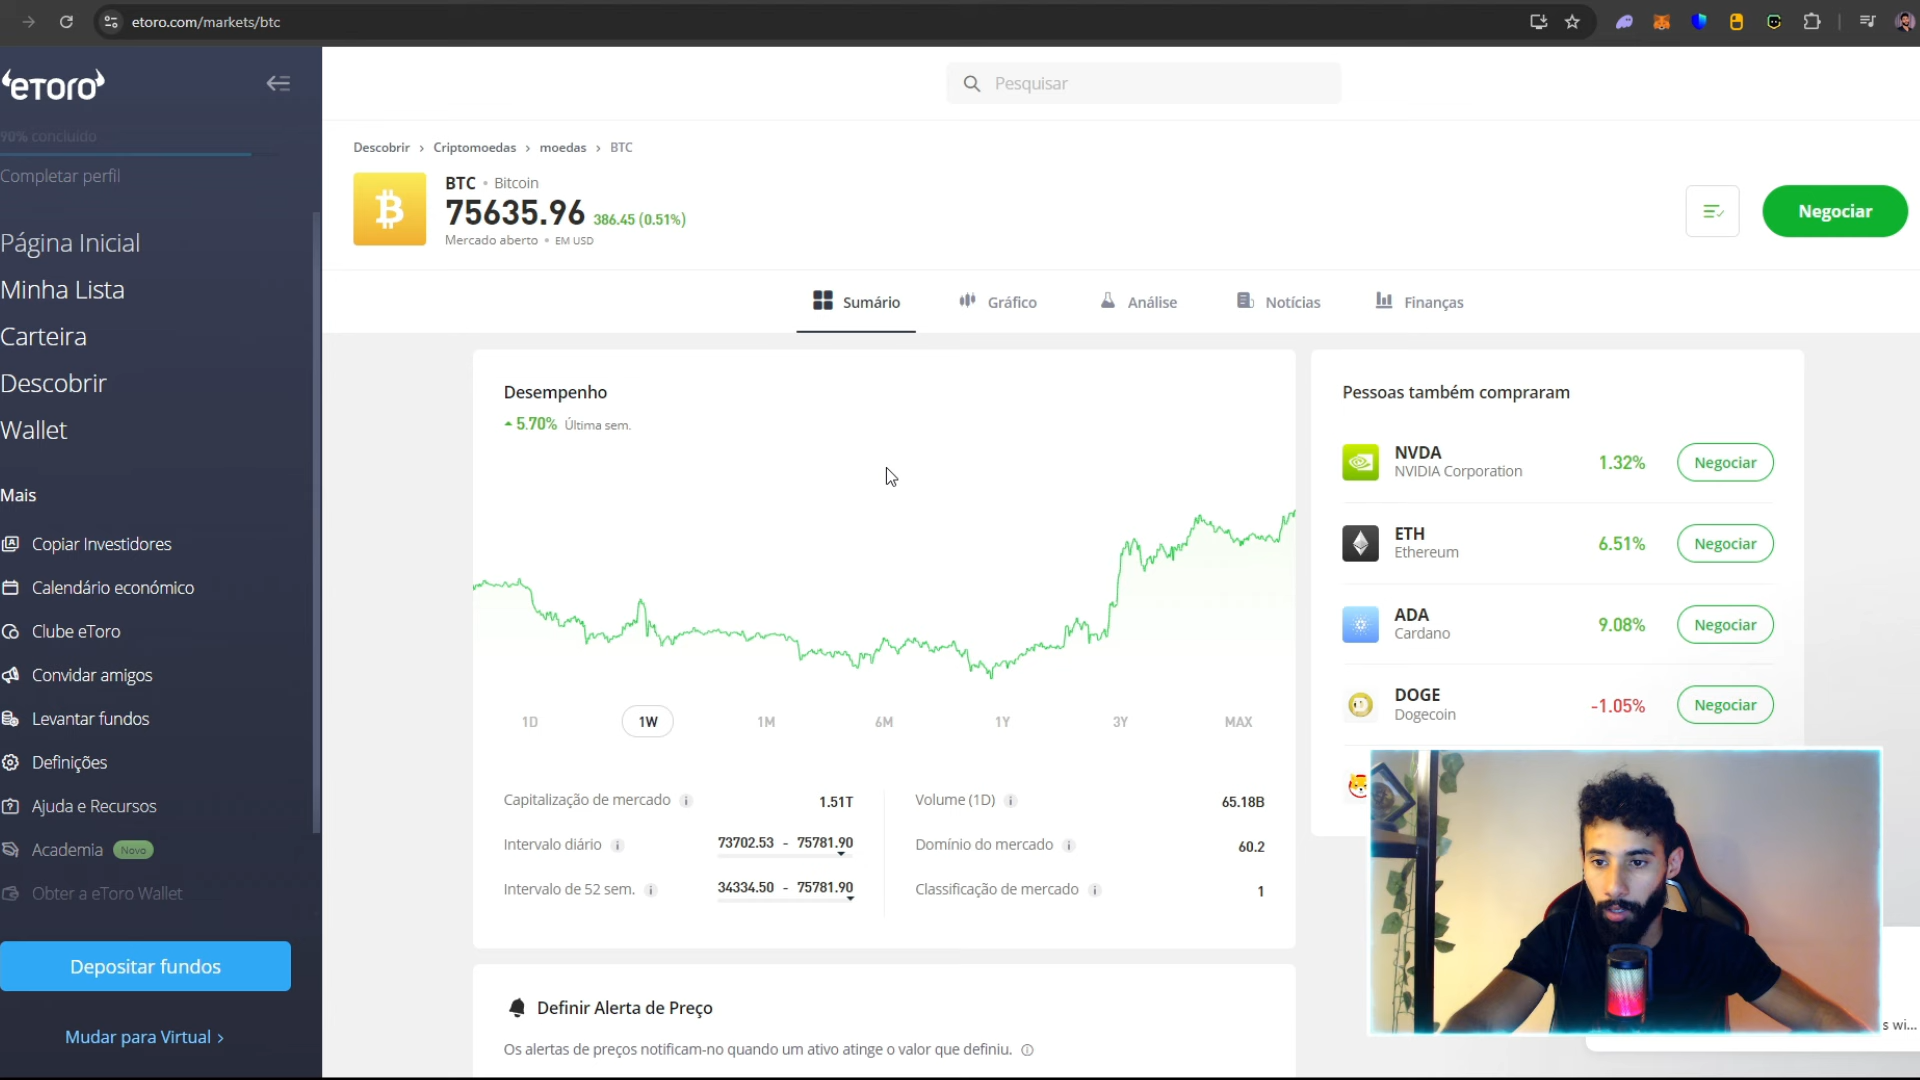 etoro.com/markets/btc
eToro
90% concluído
Completar perfil
Página Inicial
Minha Lista
Carteira
Descobrir
Wallet
Mais
Copiar Investidores
Calendário económico
Clube eToro
Convidar amigos
Levantar fundos
Definições
Ajuda e Recursos
Academia Novo
Obter a eToro Wallet
Depositar fundos
Mudar para Virtual >
Pesquisar
Descobrir > Criptomoedas > moedas > BTC
BTC • Bitcoin
75635.96 386.45 (0.51%)
Mercado aberto • EM USD
Negociar
Sumário Gráfico Análise Notícias Finanças
Desempenho
5.70% Última sem.
1D 1W 1M 6M 1Y 3Y MAX
Capitalização de mercado 1.51T
Intervalo diário 73702.53 - 75781.90
Intervalo de 52 sem. 34334.50 - 75781.90
Volume (1D) 65.18B
Domínio do mercado 60.2
Classificação de mercado 1
Definir Alerta de Preço
Os alertas de preços notificam-no quando um ativo atinge o valor que definiu.
Pessoas também compraram
NVDA
NVIDIA Corporation
1.32%
Negociar
ETH
Ethereum
6.51%
Negociar
ADA
Cardano
9.08%
Negociar
DOGE
Dogecoin
-1.05%
Negociar
s wi...